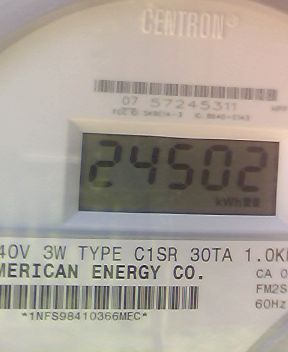 CENTRON®
07 57245311
24502
kWh
40V 3W TYPE C1SR 30TA 1.0K
MERICAN ENERGY CO.
CA 0
FM2S
60Hz
*1NFS98410366MEC*